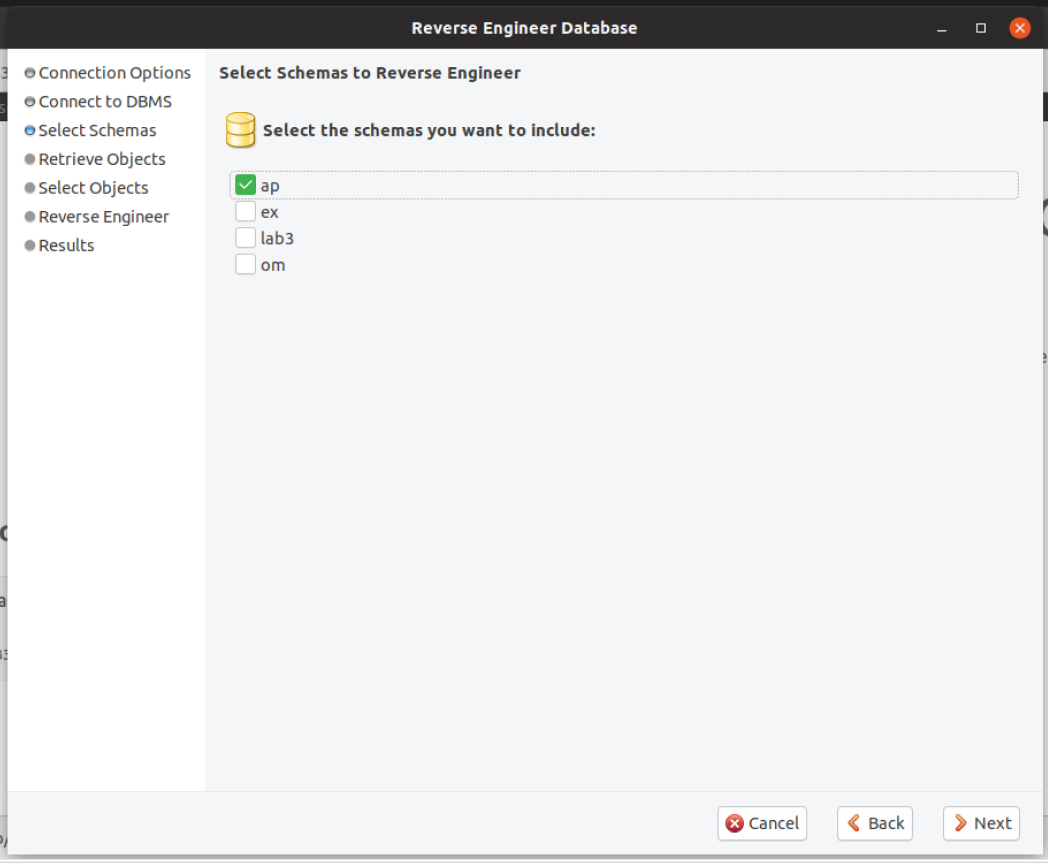 Reverse Engineer Database
Connection Options
Connect to DBMS
Select Schemas
Retrieve Objects
Select Objects
Reverse Engineer
Results
Select Schemas to Reverse Engineer
Select the schemas you want to include:
ap
ex
lab3
om
Cancel
Back
Next